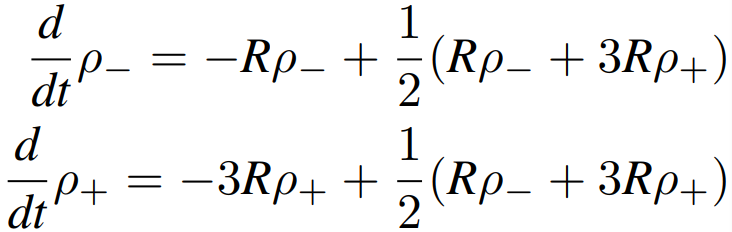 d/dt ρ₋ = −Rρ₋ + 1/2 (Rρ₋ + 3Rρ₊)
d/dt ρ₊ = −3Rρ₊ + 1/2 (Rρ₋ + 3Rρ₊)